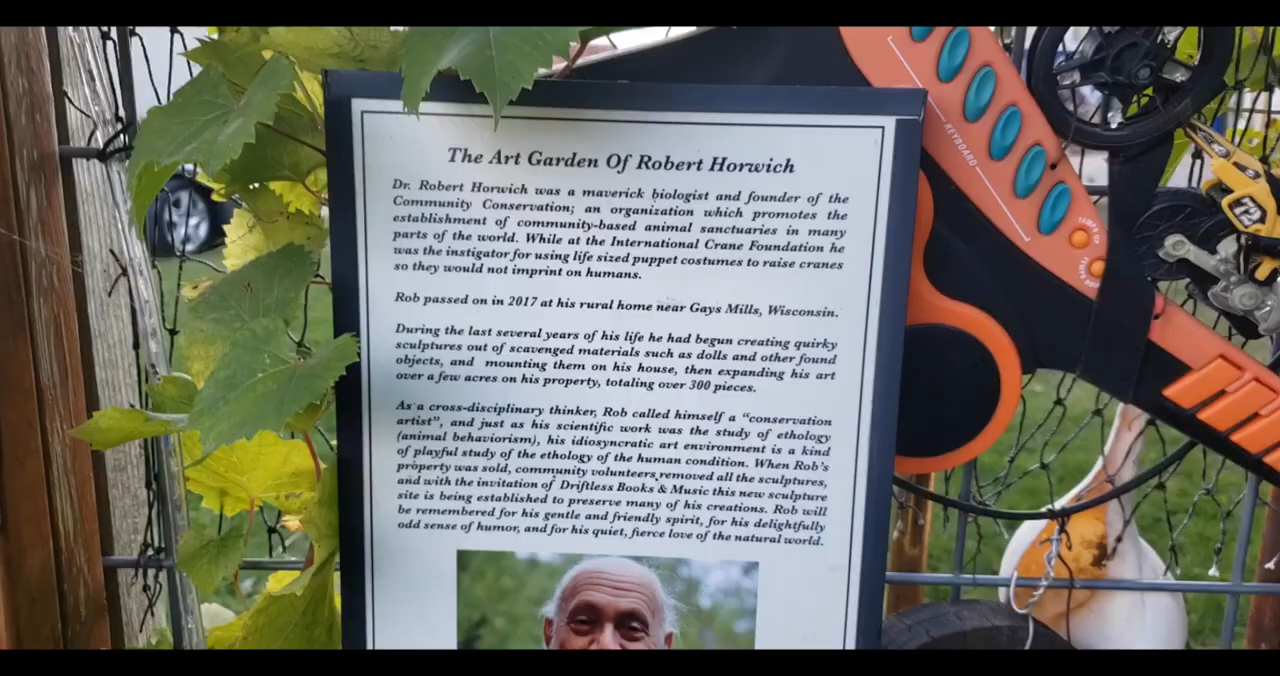 The Art Garden Of Robert Horwich
Dr. Robert Horwich was a maverick biologist and founder of the
Community Conservation; an organization which promotes the
establishment of community-based animal sanctuaries in many
parts of the world. While at the International Crane Foundation he
was the instigator for using life sized puppet costumes to raise cranes
so they would not imprint on humans.
Rob passed on in 2017 at his rural home near Gays Mills, Wisconsin.
During the last several years of his life he had begun creating quirky
sculptures out of scavenged materials such as dolls and other found
objects, and mounting them on his house, then expanding his art
over a few acres on his property, totaling over 300 pieces.
As a cross-disciplinary thinker, Rob called himself a “conservation
artist”, and just as his scientific work was the study of ethology
(animal behaviorism), his idiosyncratic art environment is a kind
of playful study of the ethology of the human condition. When Rob’s
property was sold, community volunteers removed all the sculptures,
and with the invitation of Driftless Books & Music this new sculpture
site is being established to preserve many of his creations. Rob will
be remembered for his gentle and friendly spirit, for his delightfully
odd sense of humor, and for his quiet, fierce love of the natural world.
KEYBOARD
72